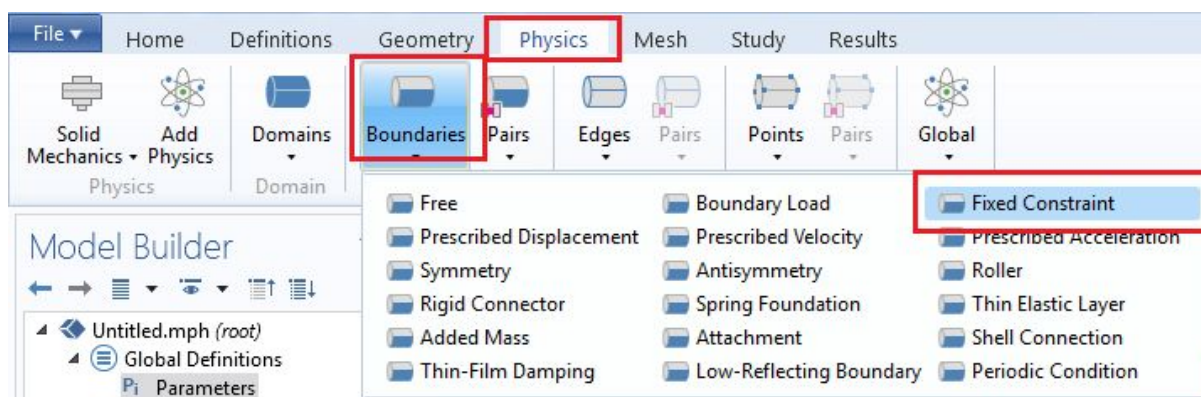 File Home Definitions Geometry Physics Mesh Study Results
Solid Mechanics Add Physics Domains Boundaries Pairs Edges Pairs Points Pairs Global
Physics Domain
Free Boundary Load Fixed Constraint
Prescribed Displacement Prescribed Velocity Prescribed Acceleration
Symmetry Antisymmetry Roller
Rigid Connector Spring Foundation Thin Elastic Layer
Added Mass Attachment Shell Connection
Thin-Film Damping Low-Reflecting Boundary Periodic Condition
Model Builder
Untitled.mph (root)
Global Definitions
Pi Parameters